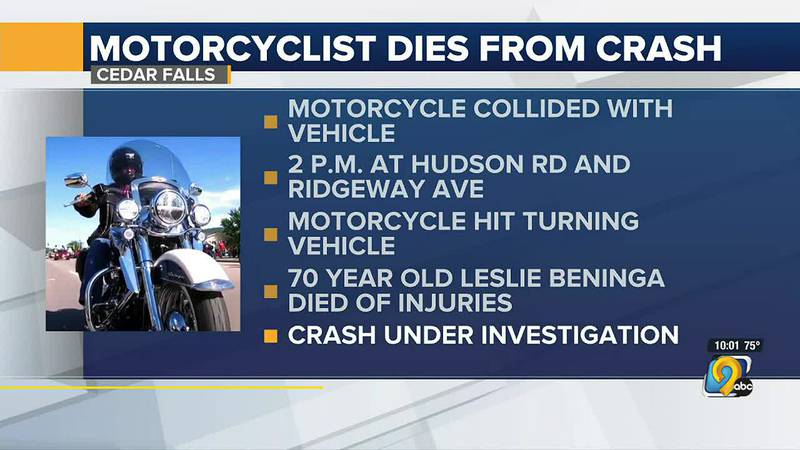 MOTORCYCLIST DIES FROM CRASH
CEDAR FALLS
MOTORCYCLE COLLIDED WITH
VEHICLE
2 P.M. AT HUDSON RD AND
RIDGEWAY AVE
MOTORCYCLE HIT TURNING
VEHICLE
70 YEAR OLD LESLIE BENINGA
DIED OF INJURIES
CRASH UNDER INVESTIGATION
10:01 75°
9 abc